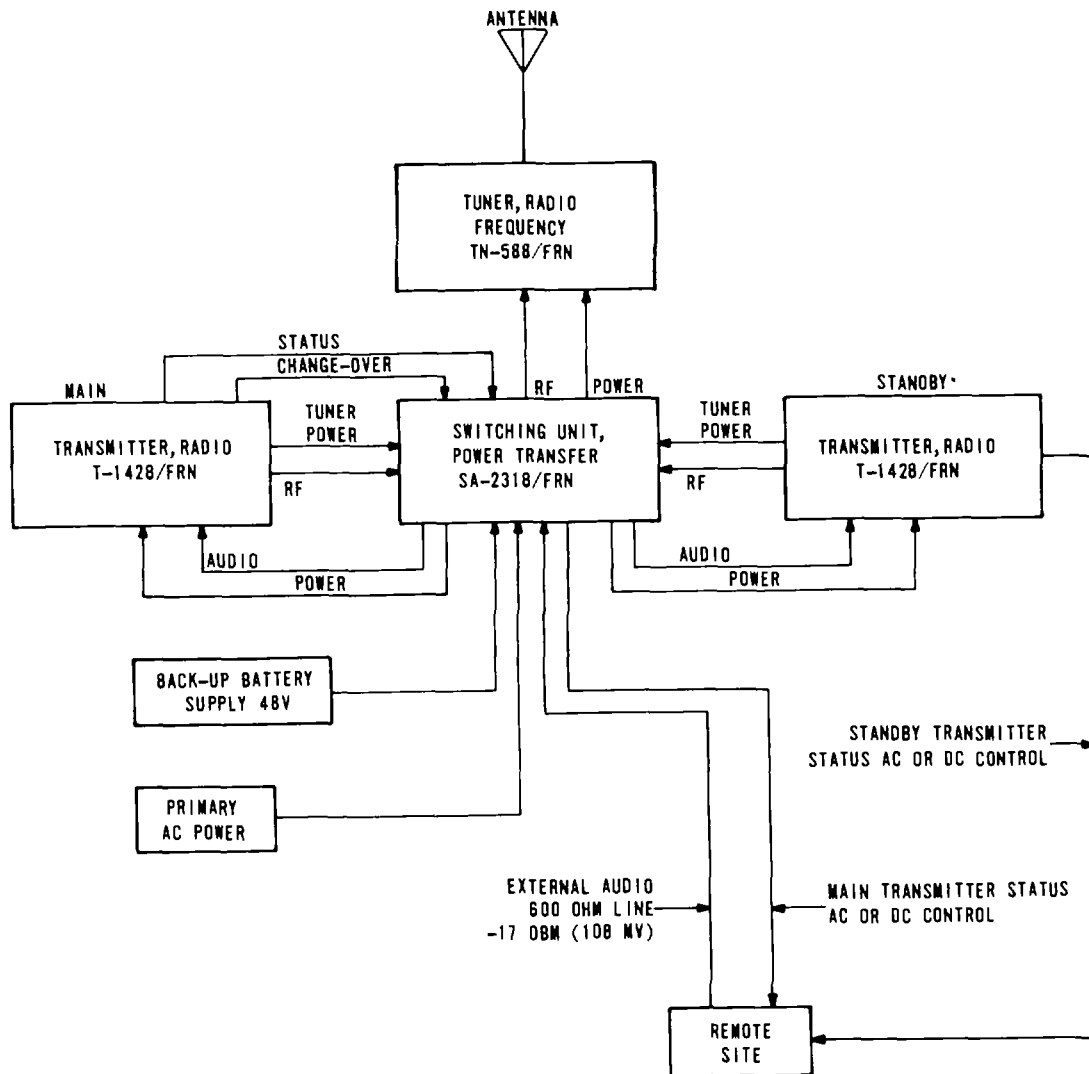 ANTENNA
TUNER, RADIO
FREQUENCY
TN-588/FRN
STATUS
CHANGE-OVER
RF
POWER
MAIN
STANDBY
TRANSMITTER, RADIO
T-1428/FRN
TUNER
POWER
RF
SWITCHING UNIT,
POWER TRANSFER
SA-2318/FRN
TUNER
POWER
RF
TRANSMITTER, RADIO
T-1428/FRN
AUDIO
POWER
AUDIO
POWER
BACK-UP BATTERY
SUPPLY 48V
STANDBY TRANSMITTER
STATUS AC OR DC CONTROL
PRIMARY
AC POWER
EXTERNAL AUDIO
600 OHM LINE
-17 DBM (108 MV)
MAIN TRANSMITTER STATUS
AC OR DC CONTROL
REMOTE
SITE